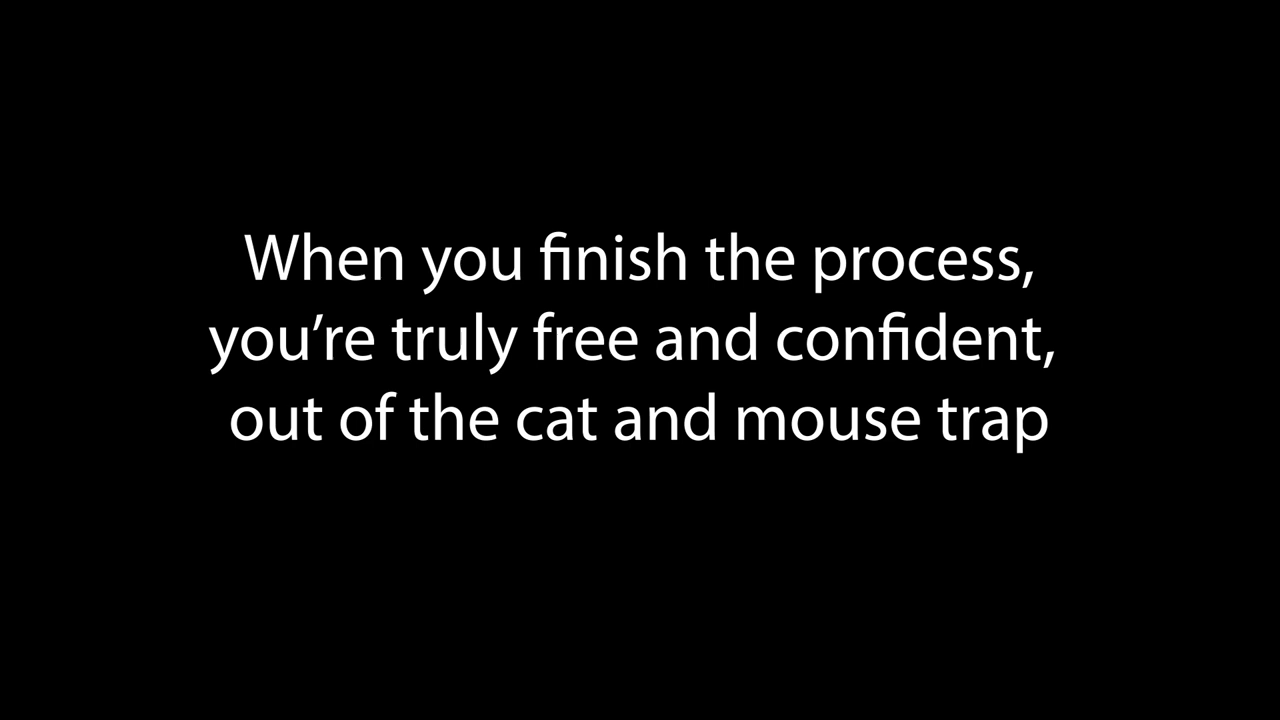 When you finish the process,
you’re truly free and confident,
out of the cat and mouse trap